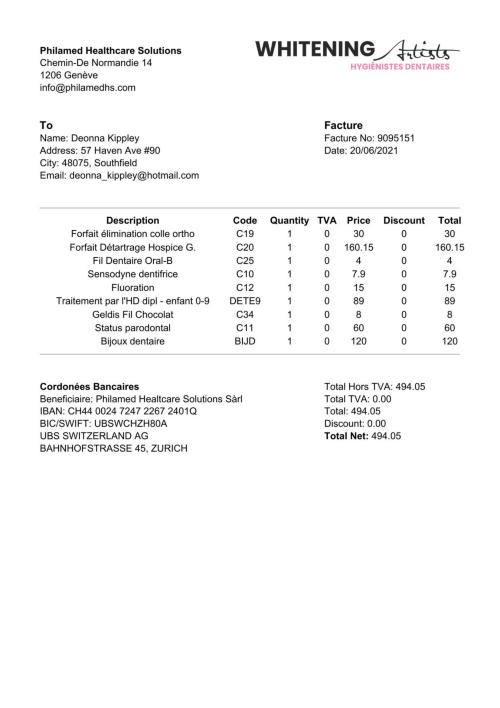 Philamed Healthcare Solutions
Chemin-De Normandie 14
1206 Genève
info@philamedhs.com
WHITENING Artists
HYGIÉNISTES DENTAIRES
To
Name: Deonna Kippley
Address: 57 Haven Ave #90
City: 48075, Southfield
Email: deonna_kippley@hotmail.com
Facture
Facture No: 9095151
Date: 20/06/2021
Description Code Quantity TVA Price Discount Total
Forfait élimination colle ortho C19 1 0 30 0 30
Forfait Détartrage Hospice G. C20 1 0 160.15 0 160.15
Fil Dentaire Oral-B C25 1 0 4 0 4
Sensodyne dentifrice C10 1 0 7.9 0 7.9
Fluoration C12 1 0 15 0 15
Traitement par l'HD dipl - enfant 0-9 DETE9 1 0 89 0 89
Geldis Fil Chocolat C34 1 0 8 0 8
Status parodontal C11 1 0 60 0 60
Bijoux dentaire BIJD 1 0 120 0 120
Cordonées Bancaires
Beneficiaire: Philamed Healtcare Solutions Sàrl
IBAN: CH44 0024 7247 2267 2401Q
BIC/SWIFT: UBSWCHZH80A
UBS SWITZERLAND AG
BAHNHOFSTRASSE 45, ZURICH
Total Hors TVA: 494.05
Total TVA: 0.00
Total: 494.05
Discount: 0.00
Total Net: 494.05